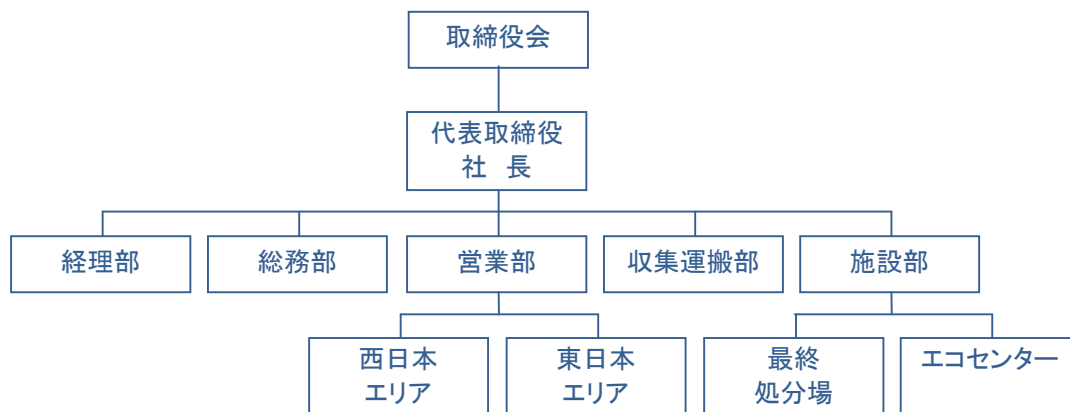 取締役会
代表取締役
社　長
経理部
総務部
営業部
収集運搬部
施設部
西日本
エリア
東日本
エリア
最終
処分場
エコセンター